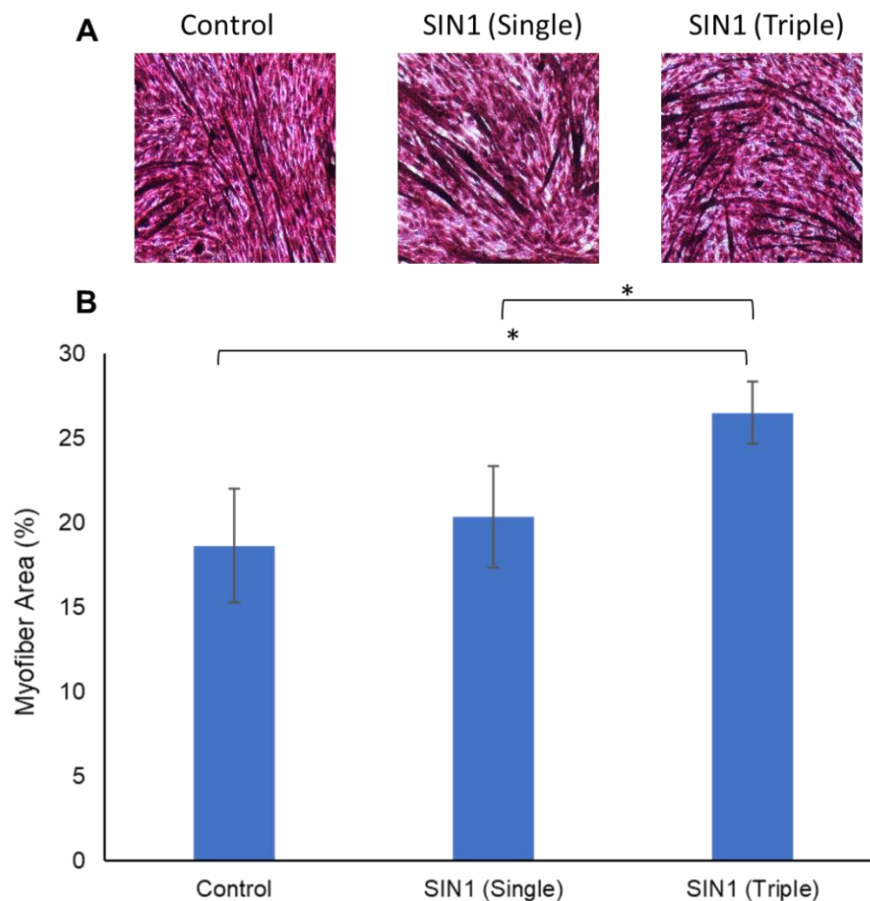 A
Control
SIN1 (Single)
SIN1 (Triple)
B
*
*
30
25
20
15
10
5
0
Myofiber Area (%)
Control
SIN1 (Single)
SIN1 (Triple)